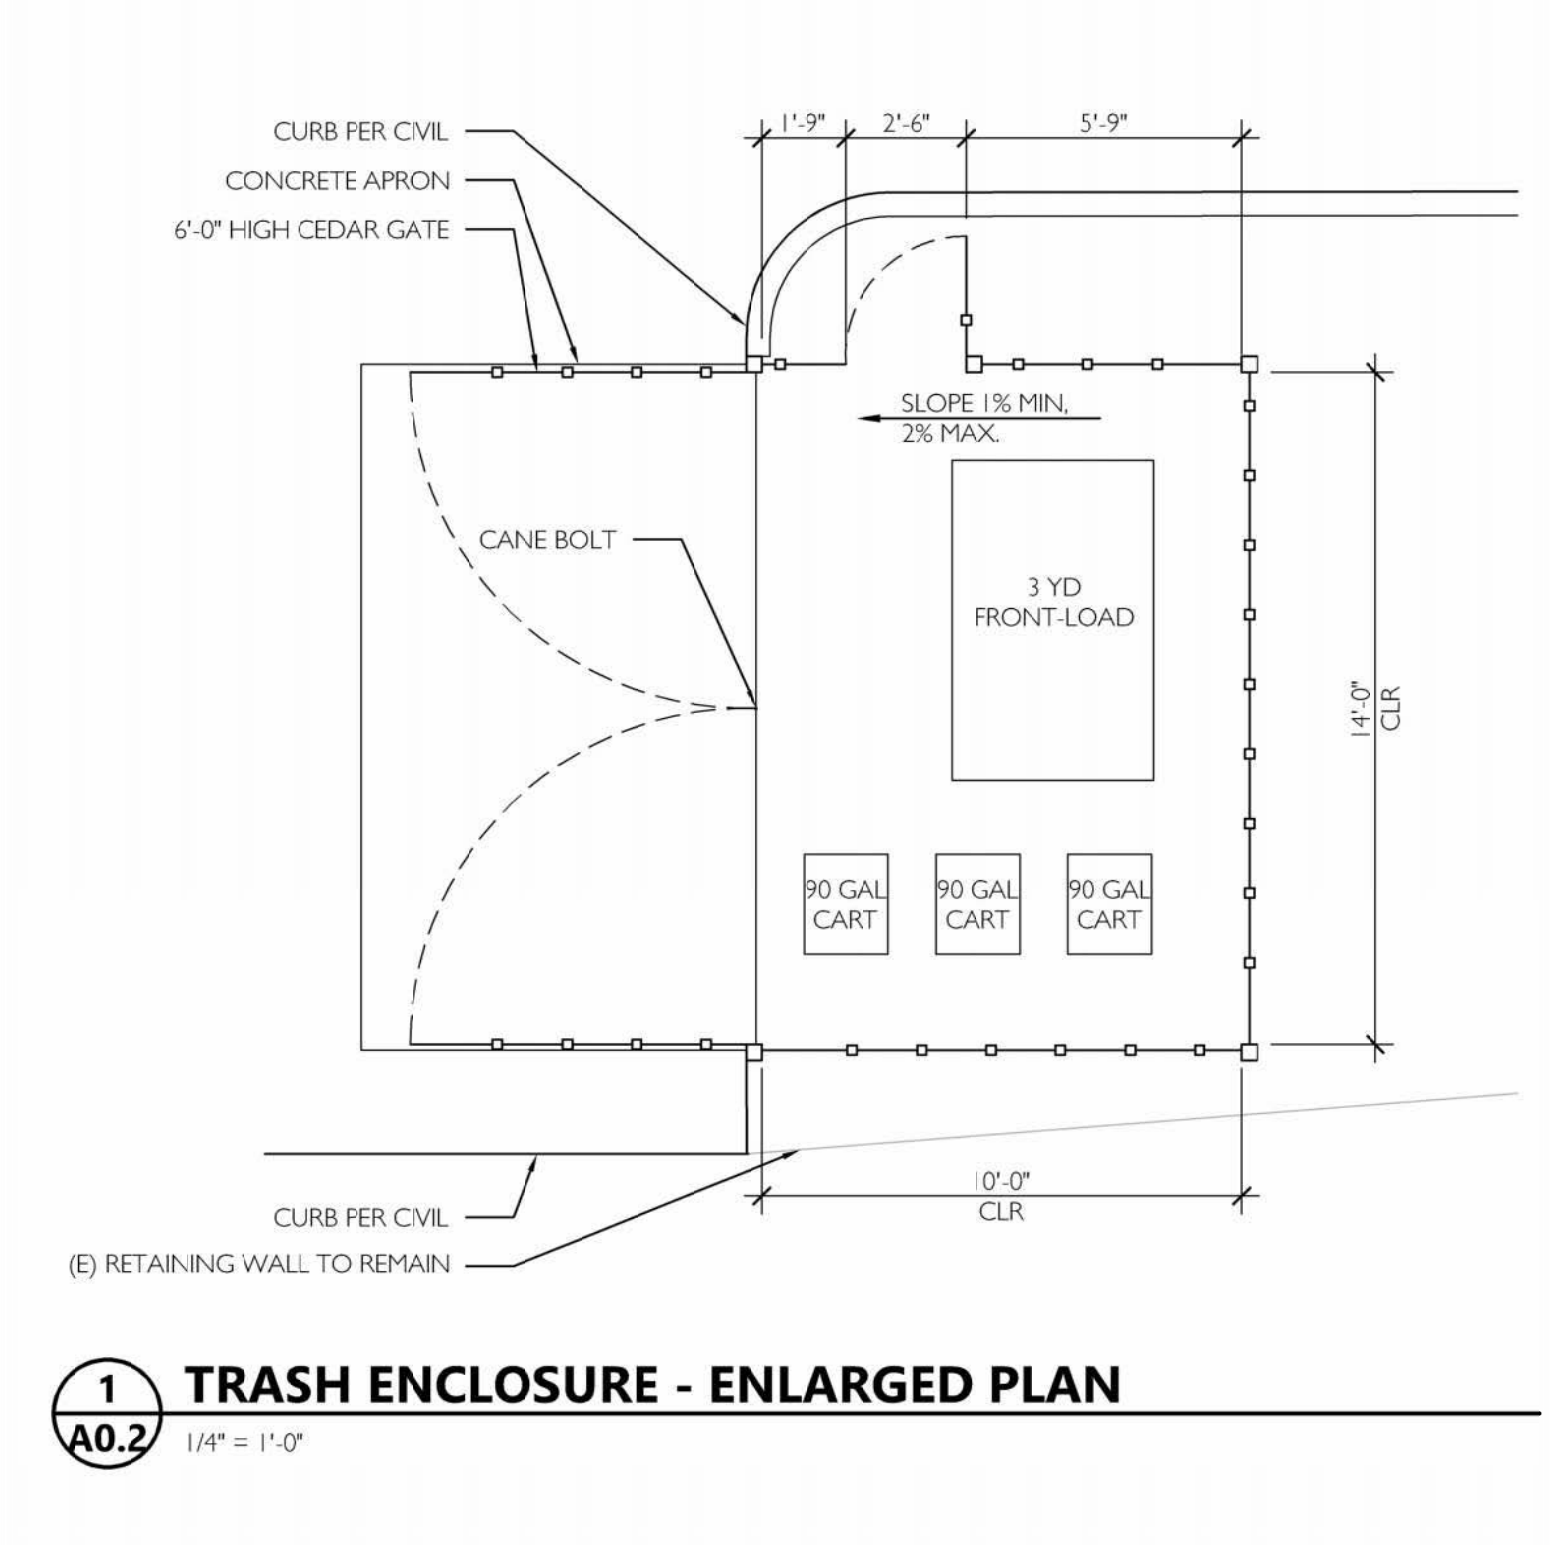 1'-9" 2'-6" 5'-9"
CURB PER CIVIL
CONCRETE APRON
6'-0" HIGH CEDAR GATE
SLOPE 1% MIN,
2% MAX.
CANE BOLT
3 YD
FRONT-LOAD
14'-0"
CLR
90 GAL
CART
90 GAL
CART
90 GAL
CART
10'-0"
CLR
CURB PER CIVIL
(E) RETAINING WALL TO REMAIN
1
A0.2
TRASH ENCLOSURE - ENLARGED PLAN
1/4" = 1'-0"